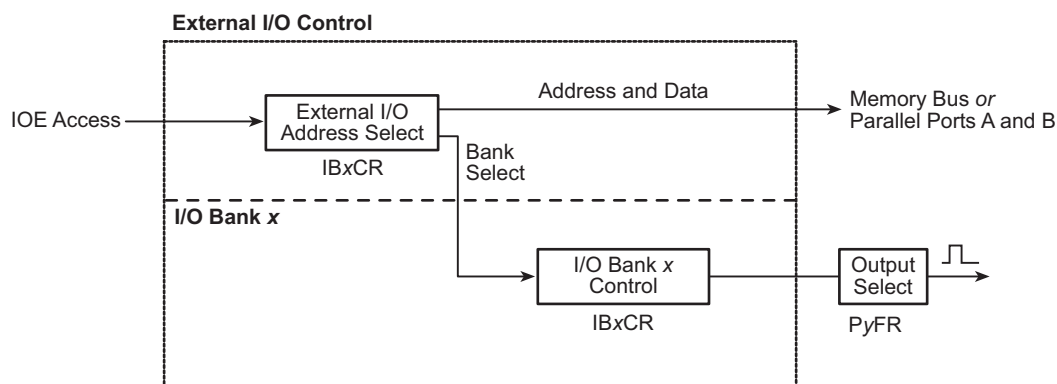 External I/O Control
IOE Access
External I/O
Address Select
IBxCR
Address and Data
Memory Bus or
Parallel Ports A and B
Bank
Select
I/O Bank x
I/O Bank x
Control
IBxCR
Output
Select
PyFR